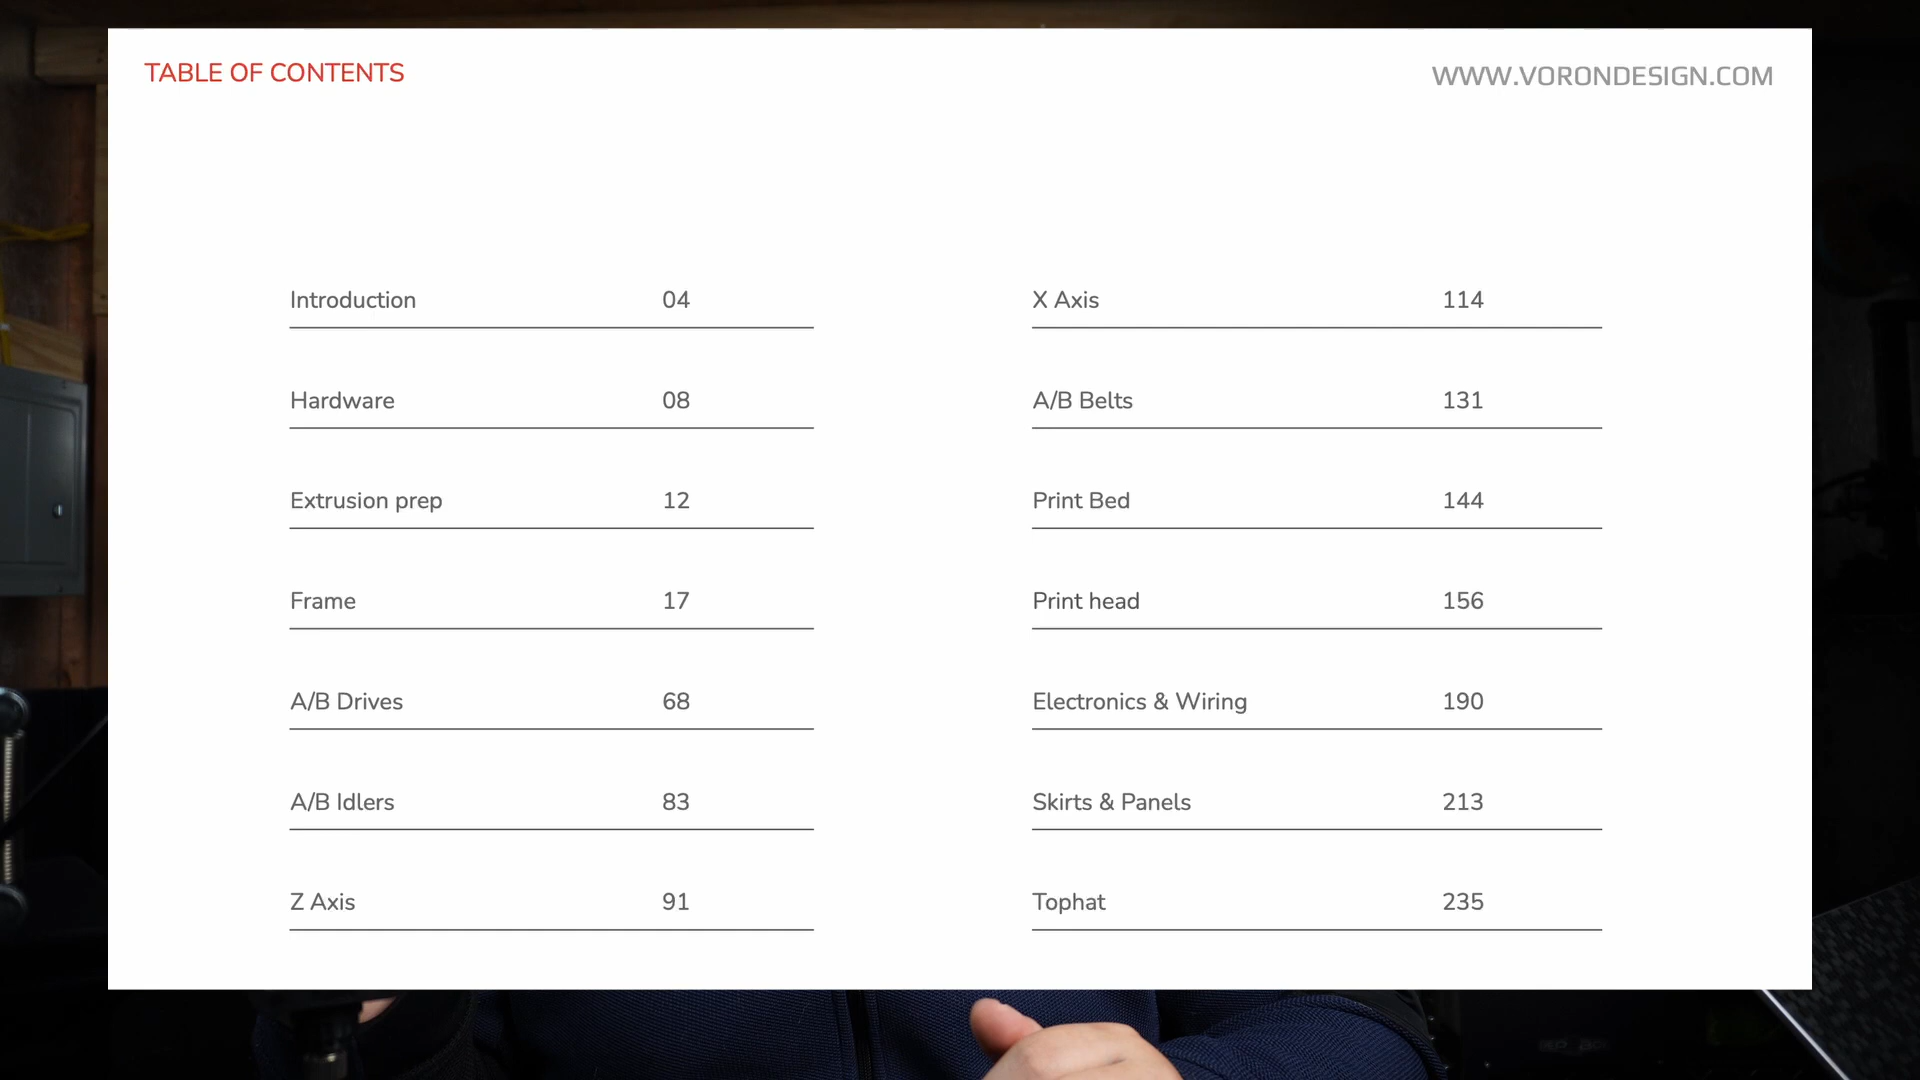 TABLE OF CONTENTS
WWW.VORONDESIGN.COM
Introduction 04
Hardware 08
Extrusion prep 12
Frame 17
A/B Drives 68
A/B Idlers 83
Z Axis 91
X Axis 114
A/B Belts 131
Print Bed 144
Print head 156
Electronics & Wiring 190
Skirts & Panels 213
Tophat 235